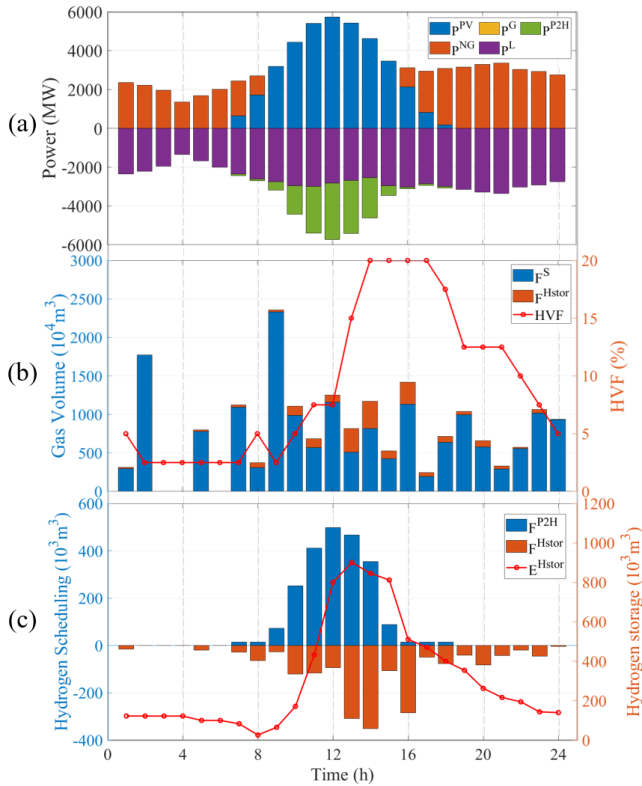 (a)
Power (MW)
6000
4000
2000
0
-2000
-4000
-6000
P^PV P^G P^P2H
P^NG P^L
(b)
Gas Volume (10^4 m^3)
3000
2500
2000
1500
1000
500
0
F^S
F^Hstor
HVF
20
15
10
5
0
HVF (%)
(c)
Hydrogen Scheduling (10^3 m^3)
600
400
200
0
-200
-400
F^P2H
F^Hstor
E^Hstor
1200
1000
800
600
400
200
0
Hydrogen storage (10^3 m^3)
0 4 8 12 16 20 24
Time (h)